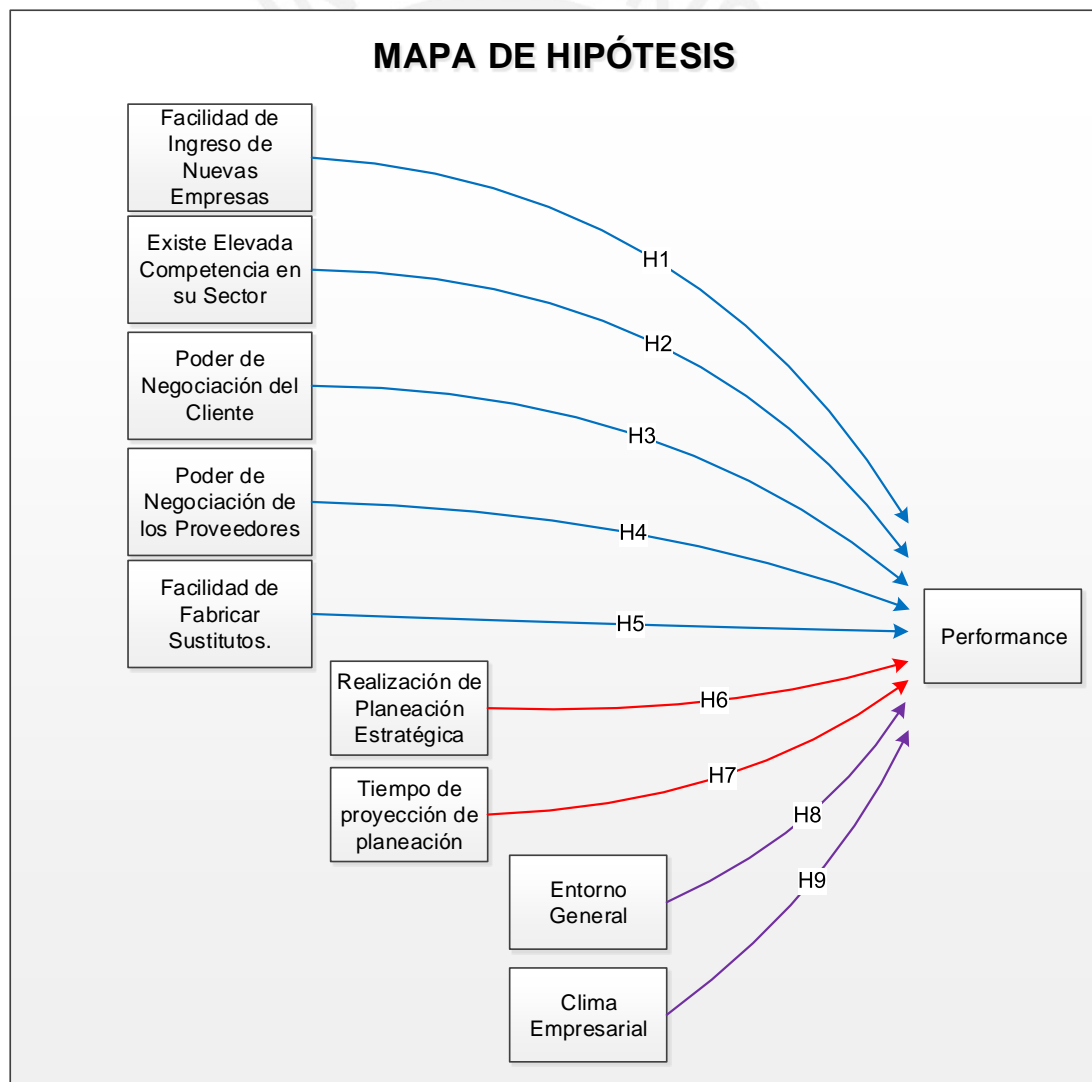 MAPA DE HIPÓTESIS
Facilidad de
Ingreso de
Nuevas
Empresas
Existe Elevada
Competencia en
su Sector
Poder de
Negociación del
Cliente
Poder de
Negociación de
los Proveedores
Facilidad de
Fabricar
Sustitutos.
H1
H2
H3
H4
H5
Performance
Realización de
Planeación
Estratégica
H6
Tiempo de
proyección de
planeación
H7
Entorno
General
H8
Clima
Empresarial
H9